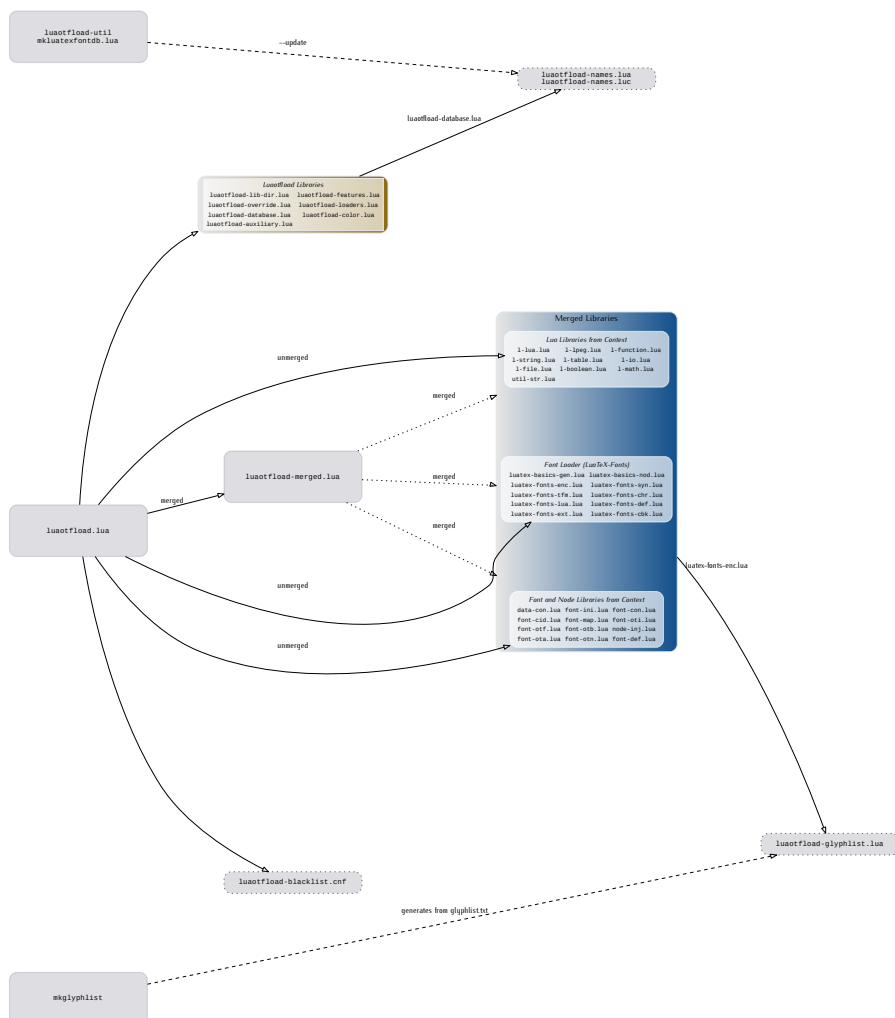 luaotfload-util
mkluatexfontdb.lua
--update
luaotfload-names.lua
luaotfload-names.luc
luaotfload-database.lua
Luaotfload Libraries
luaotfload-lib-dir.lua luaotfload-features.lua
luaotfload-override.lua luaotfload-loaders.lua
luaotfload-database.lua luaotfload-color.lua
luaotfload-auxiliary.lua
Merged Libraries
Lua Libraries from Context
l-lua.lua l-lpeg.lua l-function.lua
l-string.lua l-table.lua l-io.lua
l-file.lua l-boolean.lua l-math.lua
util-str.lua
unmerged
merged
luaotfload-merged.lua
merged
Font Loader (LuaTeX-Fonts)
luatex-basics-gen.lua luatex-basics-nod.lua
luatex-fonts-enc.lua luatex-fonts-syn.lua
luatex-fonts-tfm.lua luatex-fonts-chr.lua
luatex-fonts-lua.lua luatex-fonts-def.lua
luatex-fonts-ext.lua luatex-fonts-cbk.lua
merged
luaotfload.lua
merged
unmerged
luatex-fonts-enc.lua
Font and Node Libraries from Context
data-con.lua font-ini.lua font-con.lua
font-cid.lua font-map.lua font-oti.lua
font-otf.lua font-otb.lua node-inj.lua
font-ota.lua font-otn.lua font-def.lua
unmerged
luaotfload-glyphlist.lua
luaotfload-blacklist.cnf
generates from glyphlist.txt
mkglyphlist